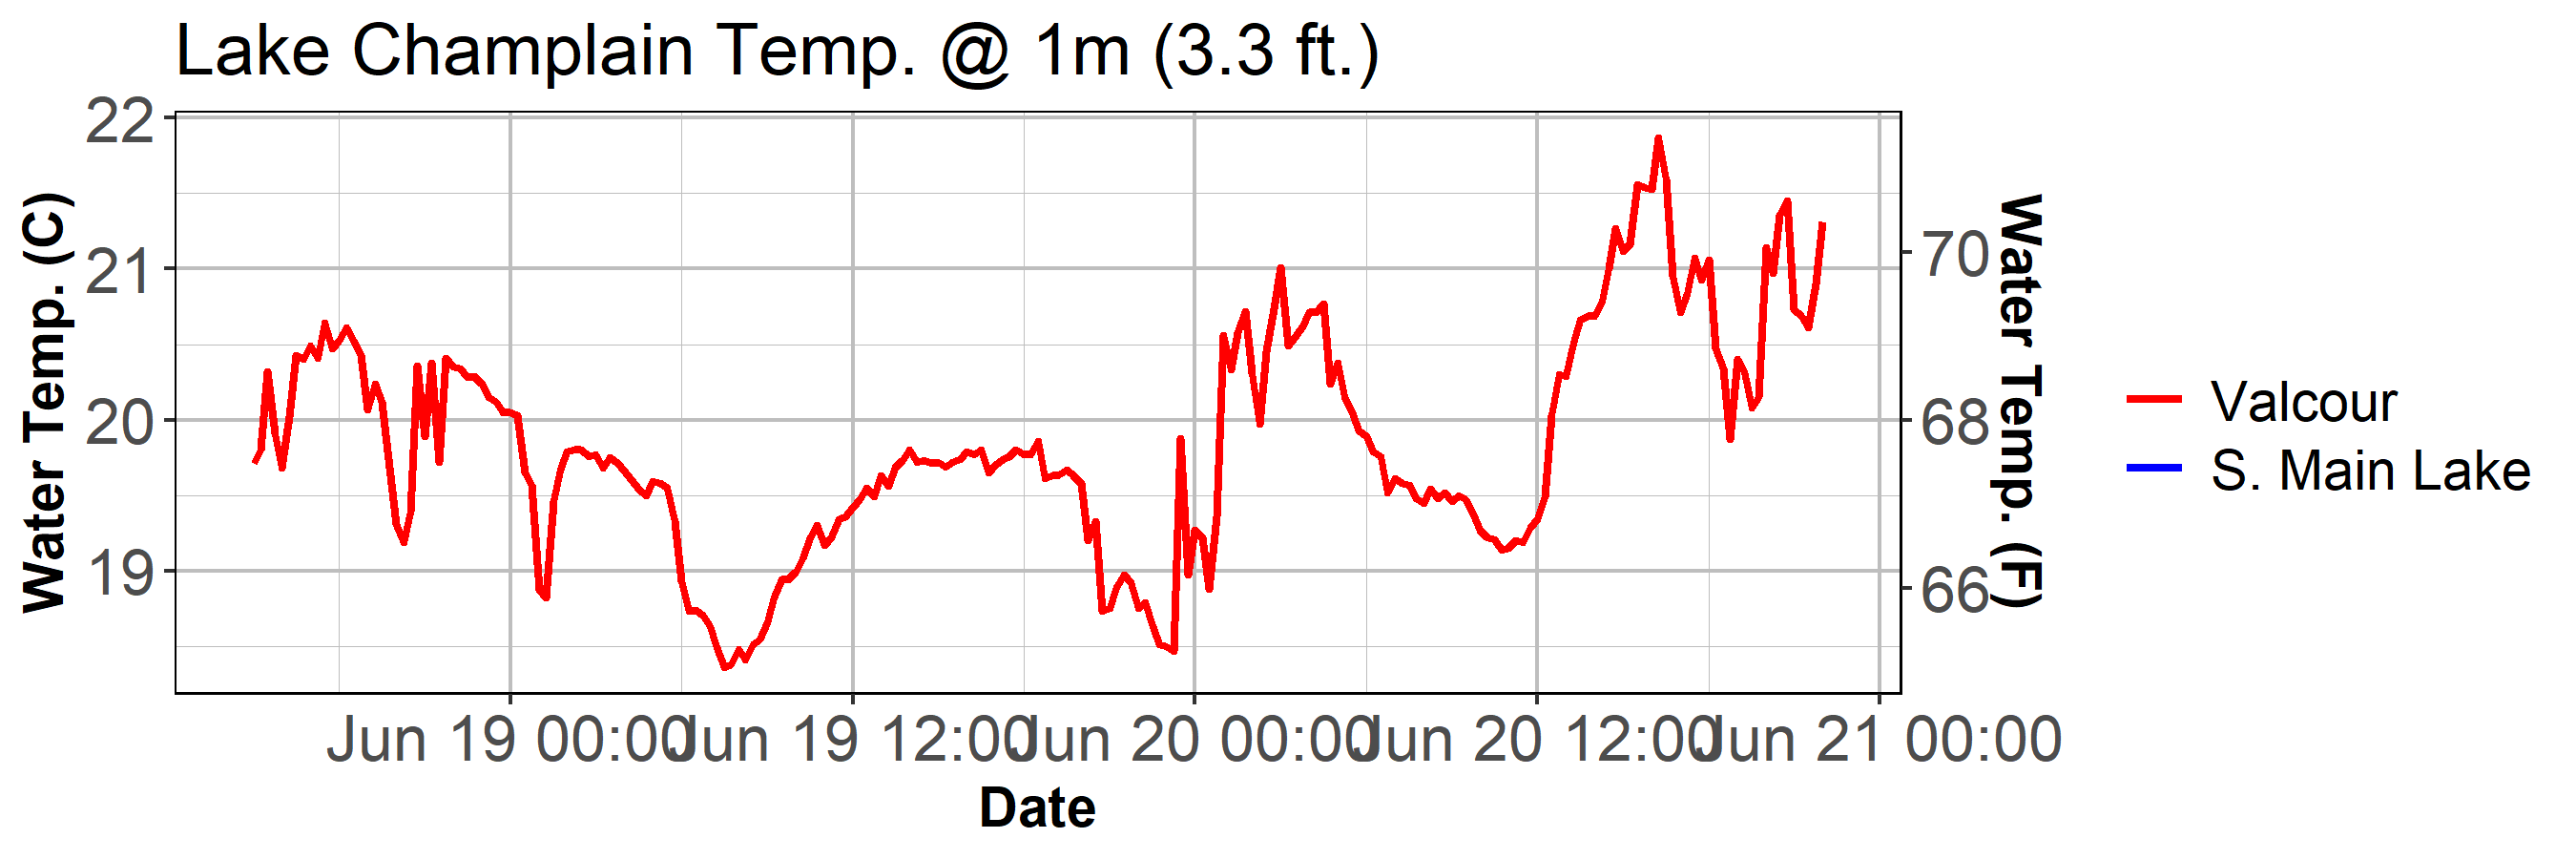 Lake Champlain Temp. @ 1m (3.3 ft.)
Water Temp. (C)
22
21
20
19
70
68
66
Water Temp. (F)
Jun 19 00:00
Jun 19 12:00
Jun 20 00:00
Jun 20 12:00
Jun 21 00:00
Date
Valcour
S. Main Lake